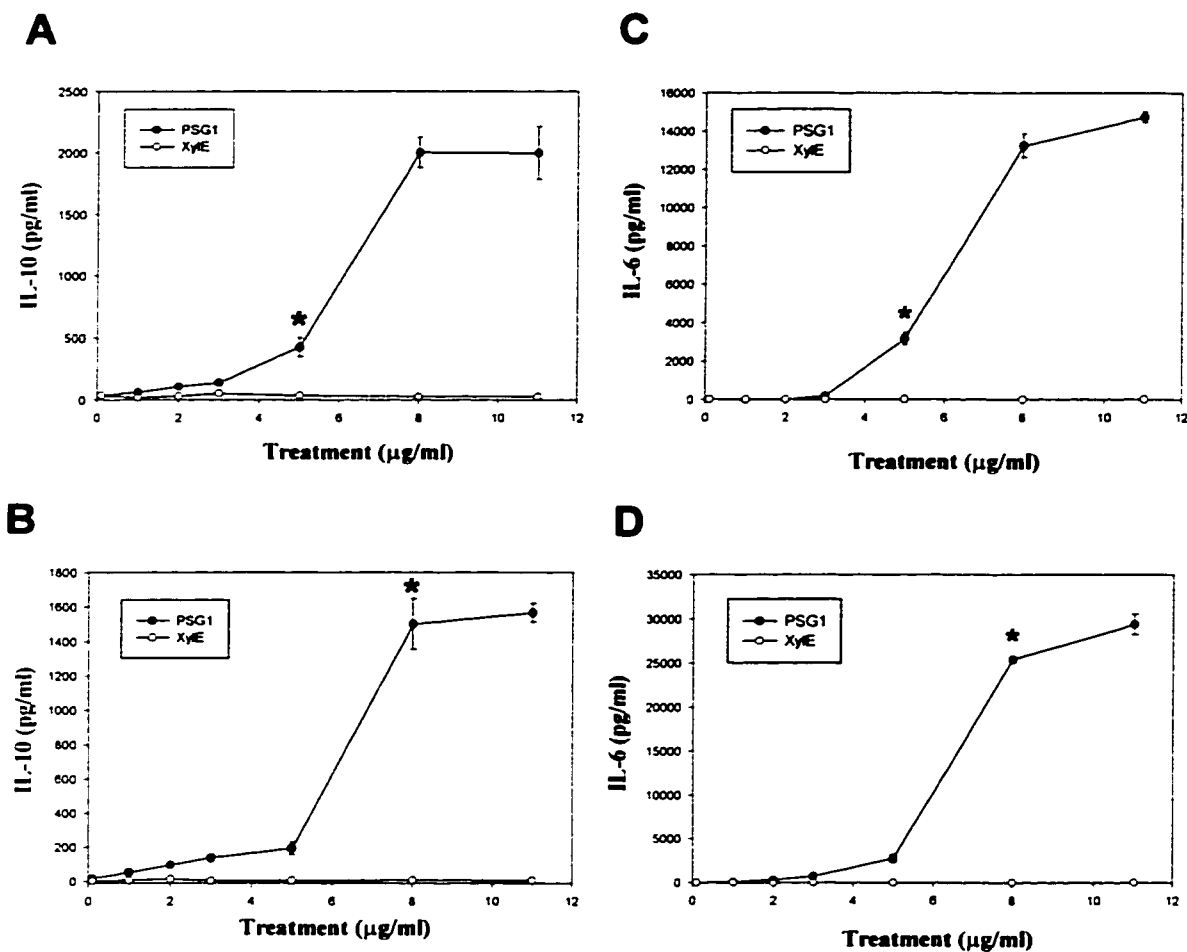 A
2500
2000
1500
1000
500
0
0 2 4 6 8 10 12
IL-10 (pg/ml)
Treatment (µg/ml)
PSG1
XylE
★
C
16000
14000
12000
10000
8000
6000
4000
2000
0
0 2 4 6 8 10 12
IL-6 (pg/ml)
Treatment (µg/ml)
PSG1
XylE
★
B
1800
1600
1400
1200
1000
800
600
400
200
0
0 2 4 6 8 10 12
IL-10 (pg/ml)
Treatment (µg/ml)
PSG1
XylE
★
D
35000
30000
25000
20000
15000
10000
5000
0
0 2 4 6 8 10 12
IL-6 (pg/ml)
Treatment (µg/ml)
PSG1
XylE
★